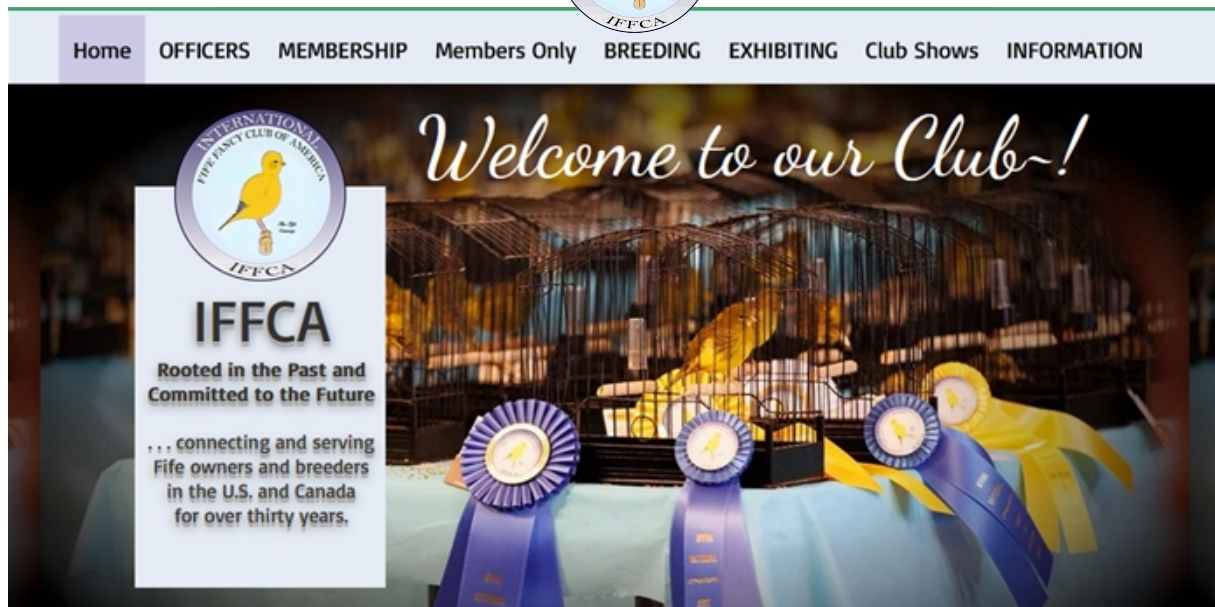 IFFCA
Home OFFICERS MEMBERSHIP Members Only BREEDING EXHIBITING Club Shows INFORMATION
Welcome to our Club~!
INTERNATIONAL
FIFE FANCY CLUB OF AMERICA
IFFCA
IFFCA
Rooted in the Past and
Committed to the Future
. . . connecting and serving
Fife owners and breeders
in the U.S. and Canada
for over thirty years.